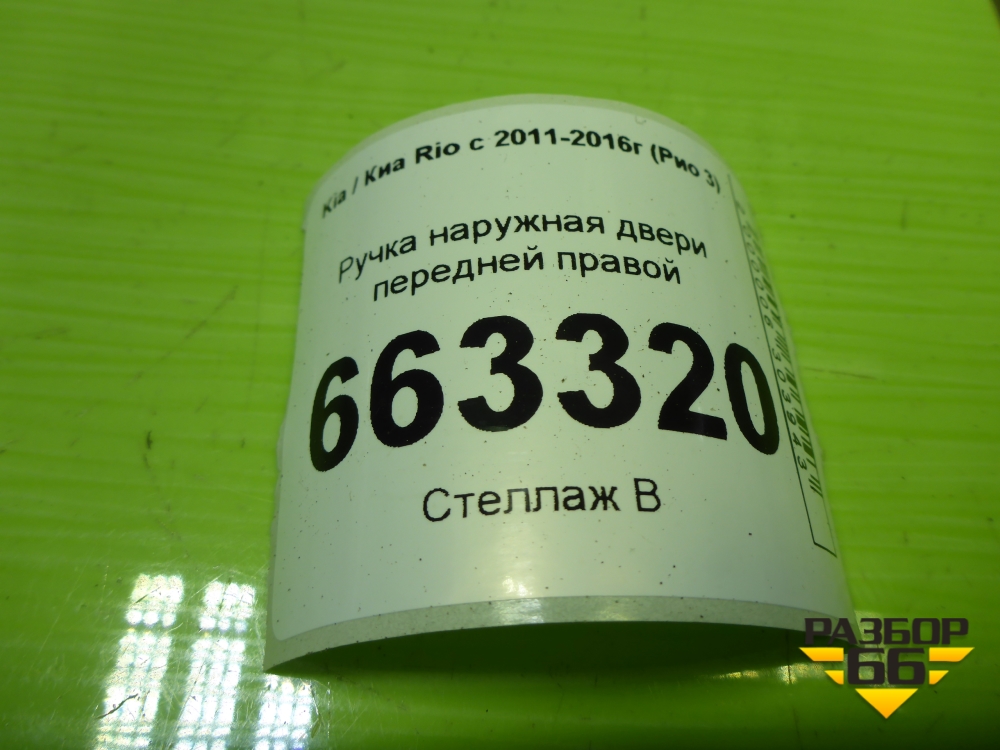 Kia / Киа Rio с 2011-2016г (Рио 3)
Ручка наружная двери
передней правой
663320
Стеллаж В
РАЗБОР
66